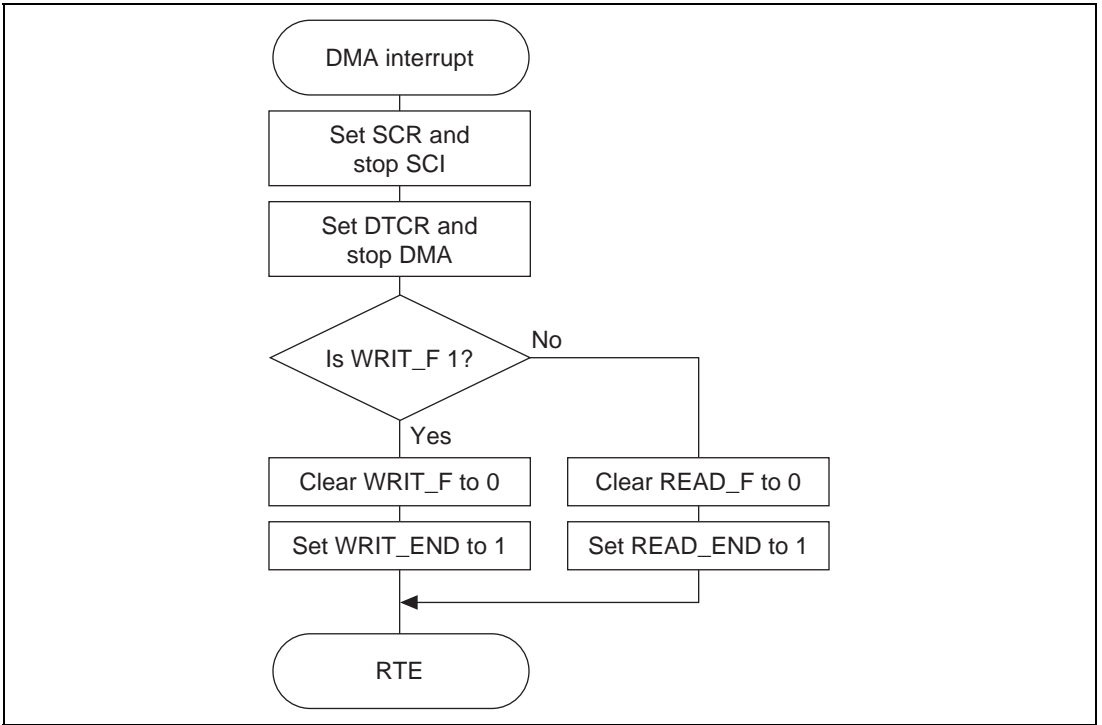 DMA interrupt
Set SCR and
stop SCI
Set DTCR and
stop DMA
Is WRIT_F 1?
No
Yes
Clear WRIT_F to 0
Clear READ_F to 0
Set WRIT_END to 1
Set READ_END to 1
RTE